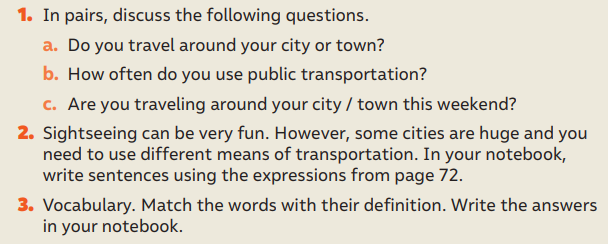 1. In pairs, discuss the following questions.
a. Do you travel around your city or town?
b. How often do you use public transportation?
c. Are you traveling around your city / town this weekend?
2. Sightseeing can be very fun. However, some cities are huge and you
need to use different means of transportation. In your notebook,
write sentences using the expressions from page 72.
3. Vocabulary. Match the words with their definition. Write the answers
in your notebook.